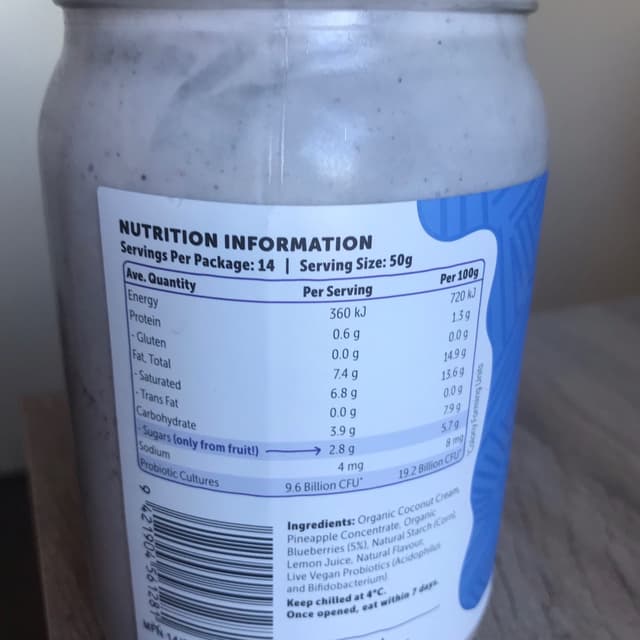 NUTRITION INFORMATION
Servings Per Package: 14 | Serving Size: 50g
Ave. Quantity Per Serving Per 100g
Energy 360 kJ 720 kJ
Protein 0.6 g 1.3 g
- Gluten 0.0 g 0.0 g
Fat, Total 7.4 g 14.9 g
- Saturated 6.8 g 13.6 g
- Trans Fat 0.0 g 0.0 g
Carbohydrate 3.9 g 7.9 g
- Sugars (only from fruit!) → 2.8 g 5.7 g
Sodium 4 mg 8 mg
Probiotic Cultures 9.6 Billion CFU* 19.2 Billion CFU*
*Colony Forming Units
Ingredients: Organic Coconut Cream,
Pineapple Concentrate, Organic
Blueberries (5%), Natural Starch (Corn),
Lemon Juice, Natural Flavour,
Live Vegan Probiotics (Acidophilus
and Bifidobacterium).
Keep chilled at 4°C.
Once opened, eat within 7 days.